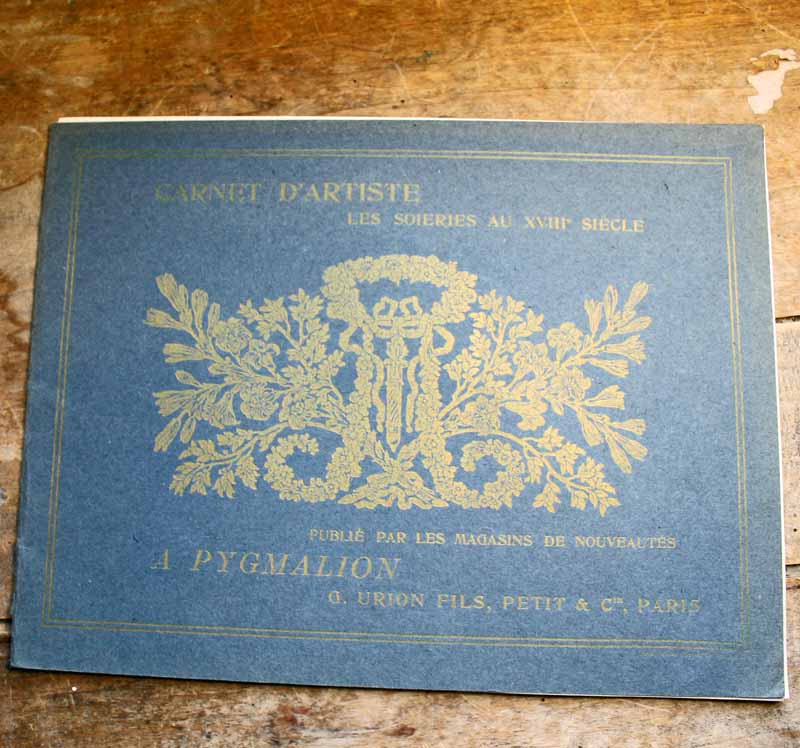 CARNET D'ARTISTE
LES SOIERIES AU XVIIIᵉ SIÈCLE
PUBLIÉ PAR LES MAGASINS DE NOUVEAUTÉS
A PYGMALION
G. URION FILS, PETIT & Cⁱᵉ, PARIS